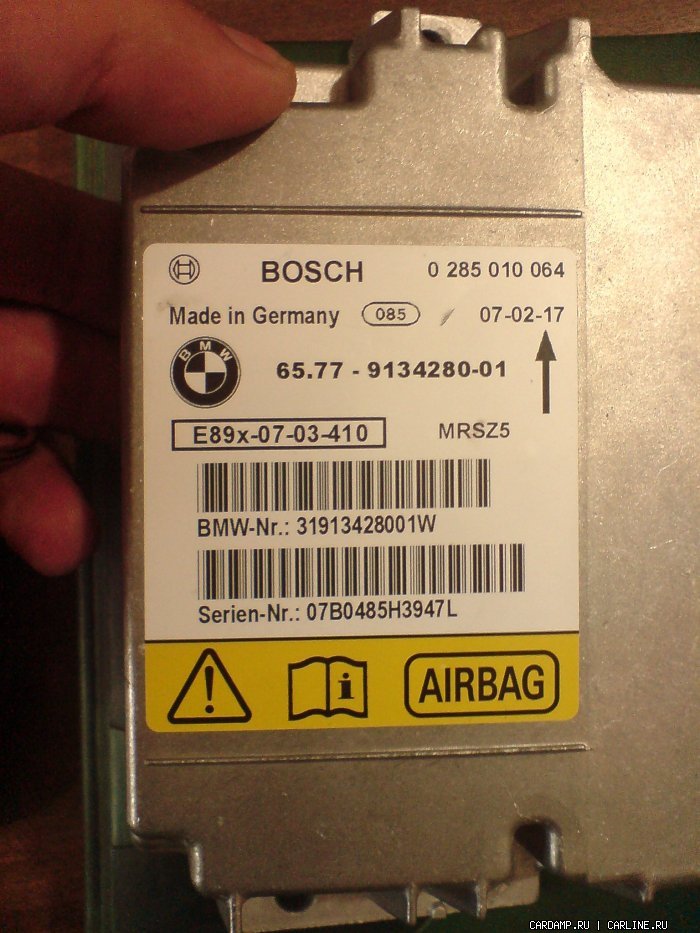 BOSCH 0 285 010 064
Made in Germany 085 07-02-17
BMW 65.77 - 9134280-01
E89x-07-03-410 MRSZ5
BMW-Nr.: 31913428001W
Serien-Nr.: 07B0485H3947L
! i AIRBAG
CARDAMP.RU | CARLINE.RU